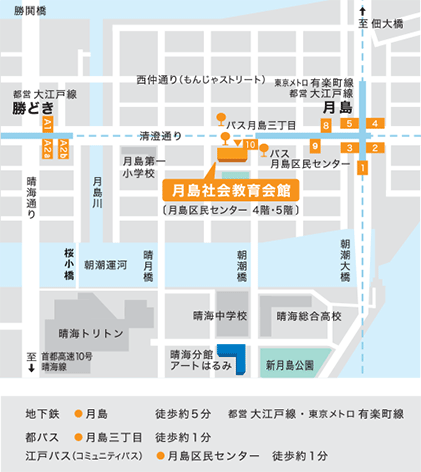 勝鬨橋
至佃大橋
西仲通り(もんじゃストリート)
東京メトロ 有楽町線
都営 大江戸線
月島
都営 大江戸線
勝どき
A1
A2a
A2b
バス月島三丁目
清澄通り
8
5
4
10
9
3
2
1
バス
月島区民センター
月島第一
小学校
月島社会教育会館
〔月島区民センター 4階・5階〕
晴海通り
月島川
桜小橋
朝潮運河
晴月橋
朝潮橋
朝潮大橋
晴海トリトン
晴海中学校
晴海総合高校
晴海分館
アートはるみ
新月島公園
至
首都高速10号
晴海線
地下鉄 ●月島 徒歩約5分 都営 大江戸線・東京メトロ 有楽町線
都バス ●月島三丁目 徒歩約1分
江戸バス(コミュニティバス) ●月島区民センター 徒歩約1分